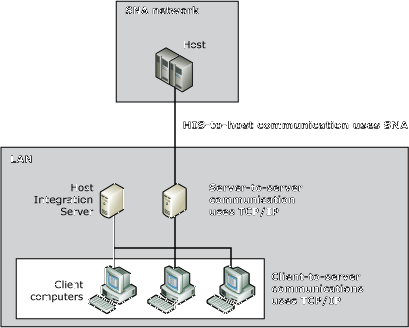 SNA network
Host
HIS-to-host communication uses SNA
LAN
Host
Integration
Server
Server-to-server
communication
uses TCP/IP
Client
computers
Client-to-server
communications
uses TCP/IP